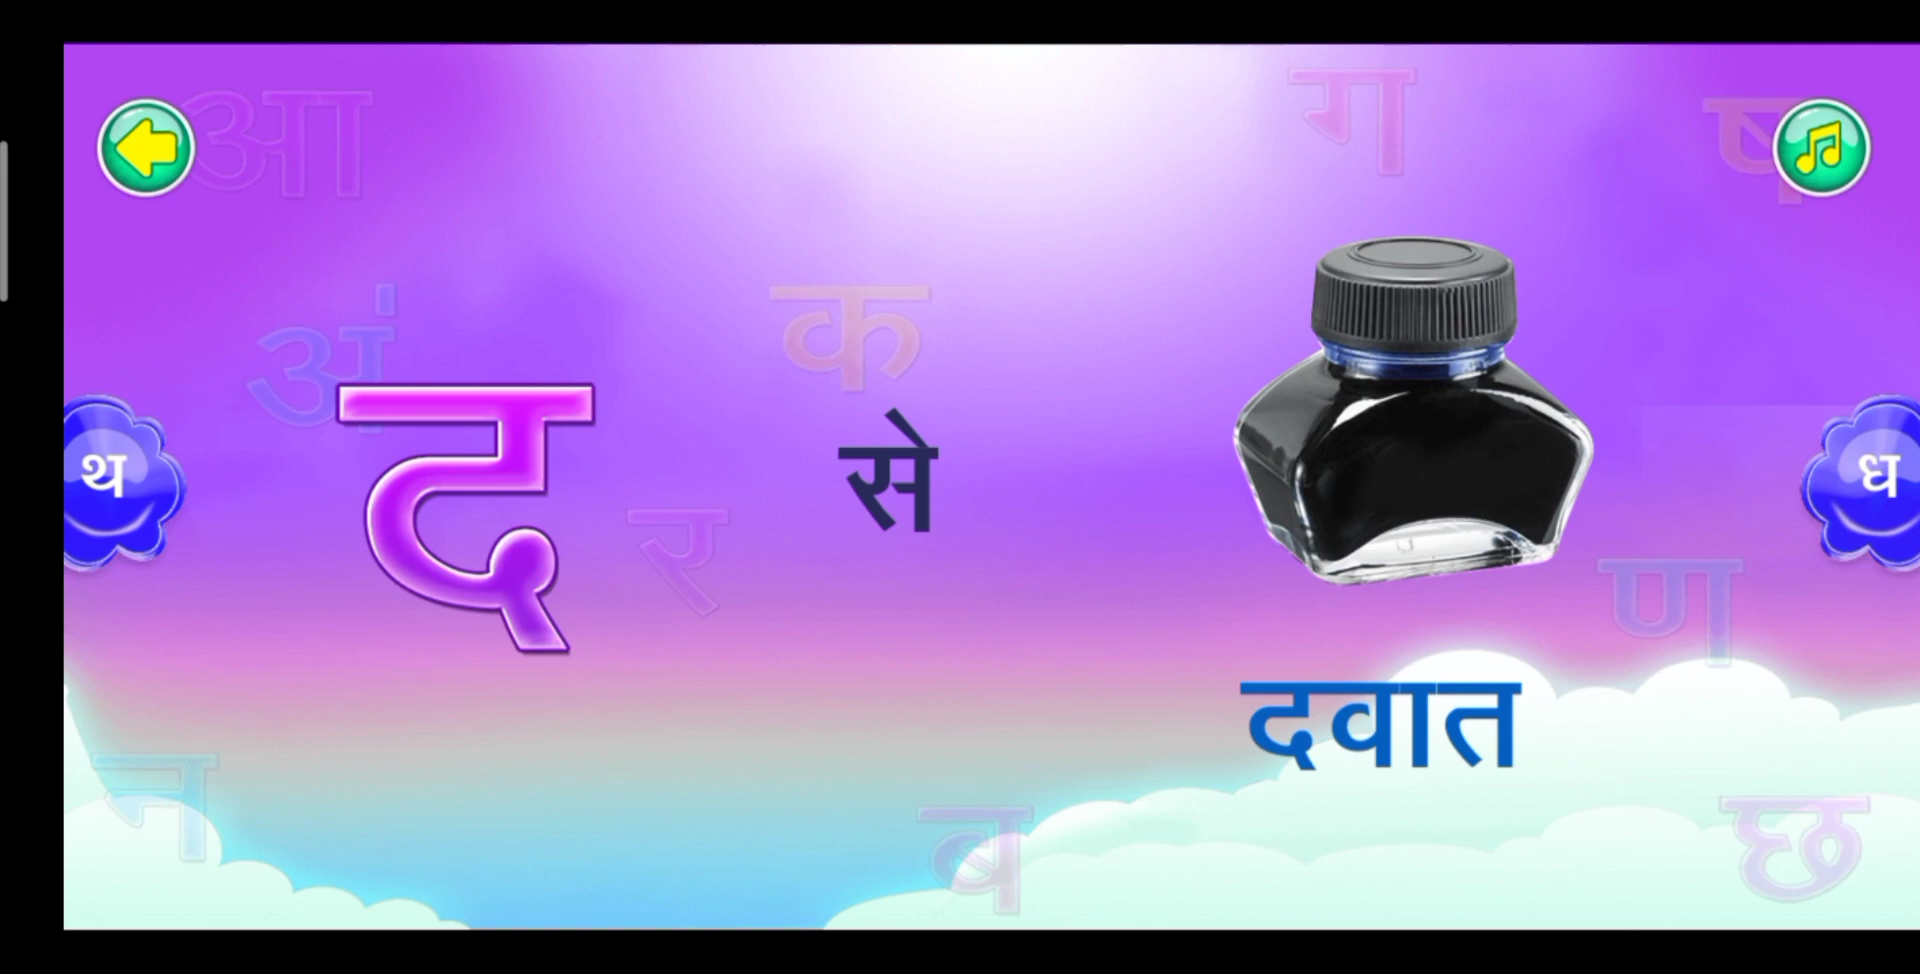 आ
ग
ष
अं
क
थ
द
से
र
ध
ण
दवात
न
ब
छ